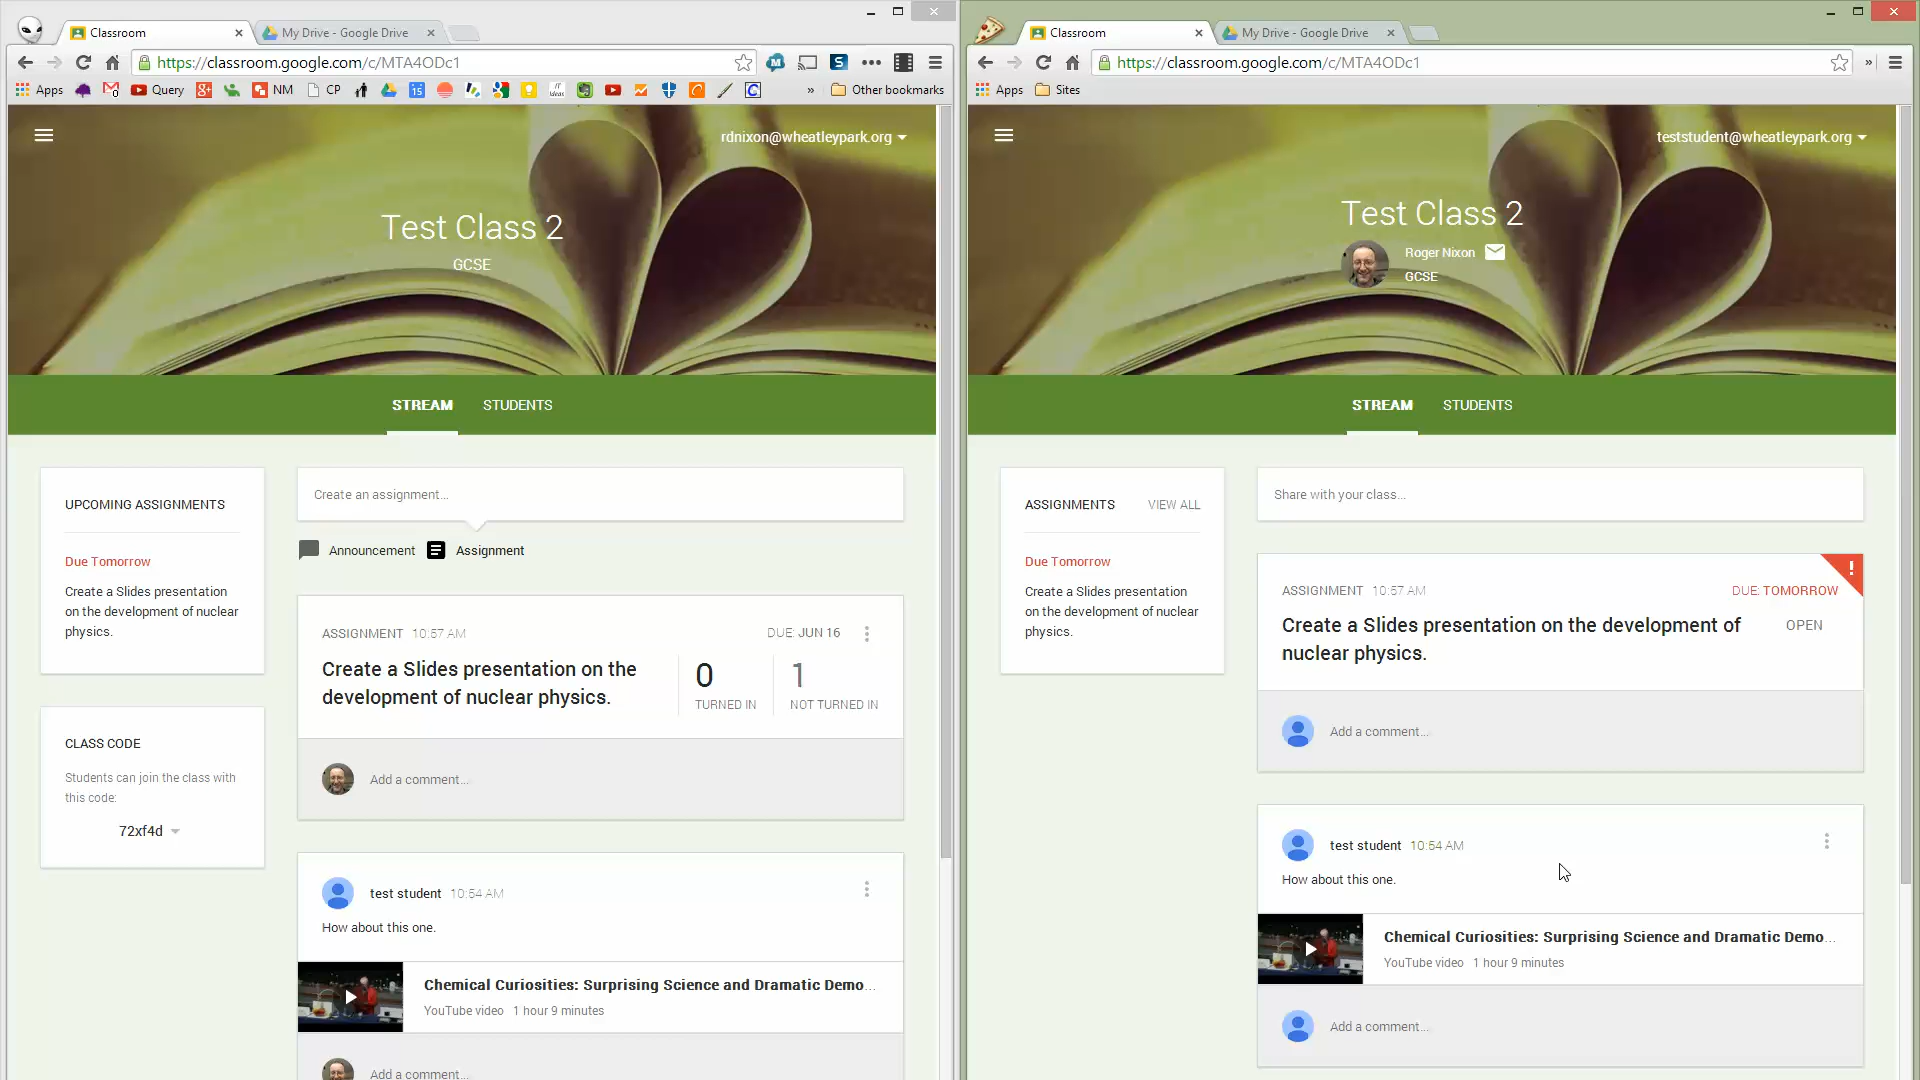 Classroom
My Drive - Google Drive
https://classroom.google.com/c/MTA4ODc1
Apps
Query
NM
CP
15
Other bookmarks
rdnixon@wheatleypark.org
Test Class 2
GCSE
STREAM
STUDENTS
UPCOMING ASSIGNMENTS
Due Tomorrow
Create a Slides presentation
on the development of nuclear
physics.
CLASS CODE
Students can join the class with
this code:
72xf4d
Create an assignment...
Announcement
Assignment
ASSIGNMENT 10:57 AM
DUE: JUN 16
Create a Slides presentation on the
development of nuclear physics.
0
TURNED IN
1
NOT TURNED IN
Add a comment...
test student 10:54 AM
How about this one.
Chemical Curiosities: Surprising Science and Dramatic Demo...
YouTube video 1 hour 9 minutes
Add a comment...
Classroom
My Drive - Google Drive
https://classroom.google.com/c/MTA4ODc1
Apps
Sites
teststudent@wheatleypark.org
Test Class 2
Roger Nixon
GCSE
STREAM
STUDENTS
ASSIGNMENTS
VIEW ALL
Due Tomorrow
Create a Slides presentation
on the development of nuclear
physics.
Share with your class...
ASSIGNMENT 10:57 AM
DUE: TOMORROW
!
Create a Slides presentation on the development of
nuclear physics.
OPEN
Add a comment...
test student 10:54 AM
How about this one.
Chemical Curiosities: Surprising Science and Dramatic Demo...
YouTube video 1 hour 9 minutes
Add a comment...